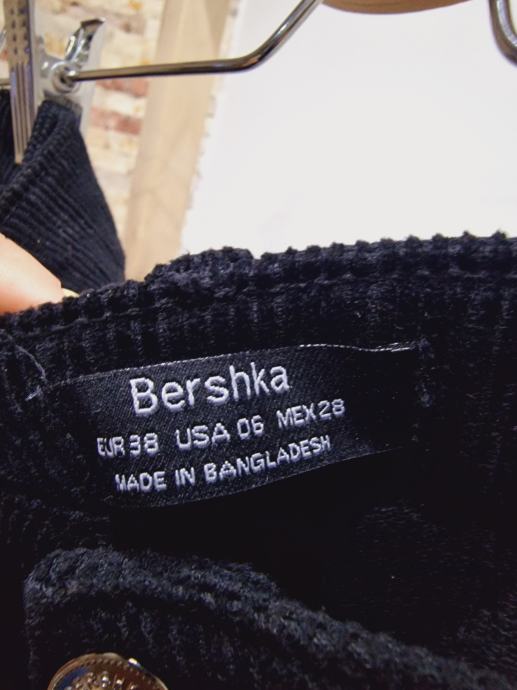 Bershka
EUR 38 USA 06 MEX 28
MADE IN BANGLADESH